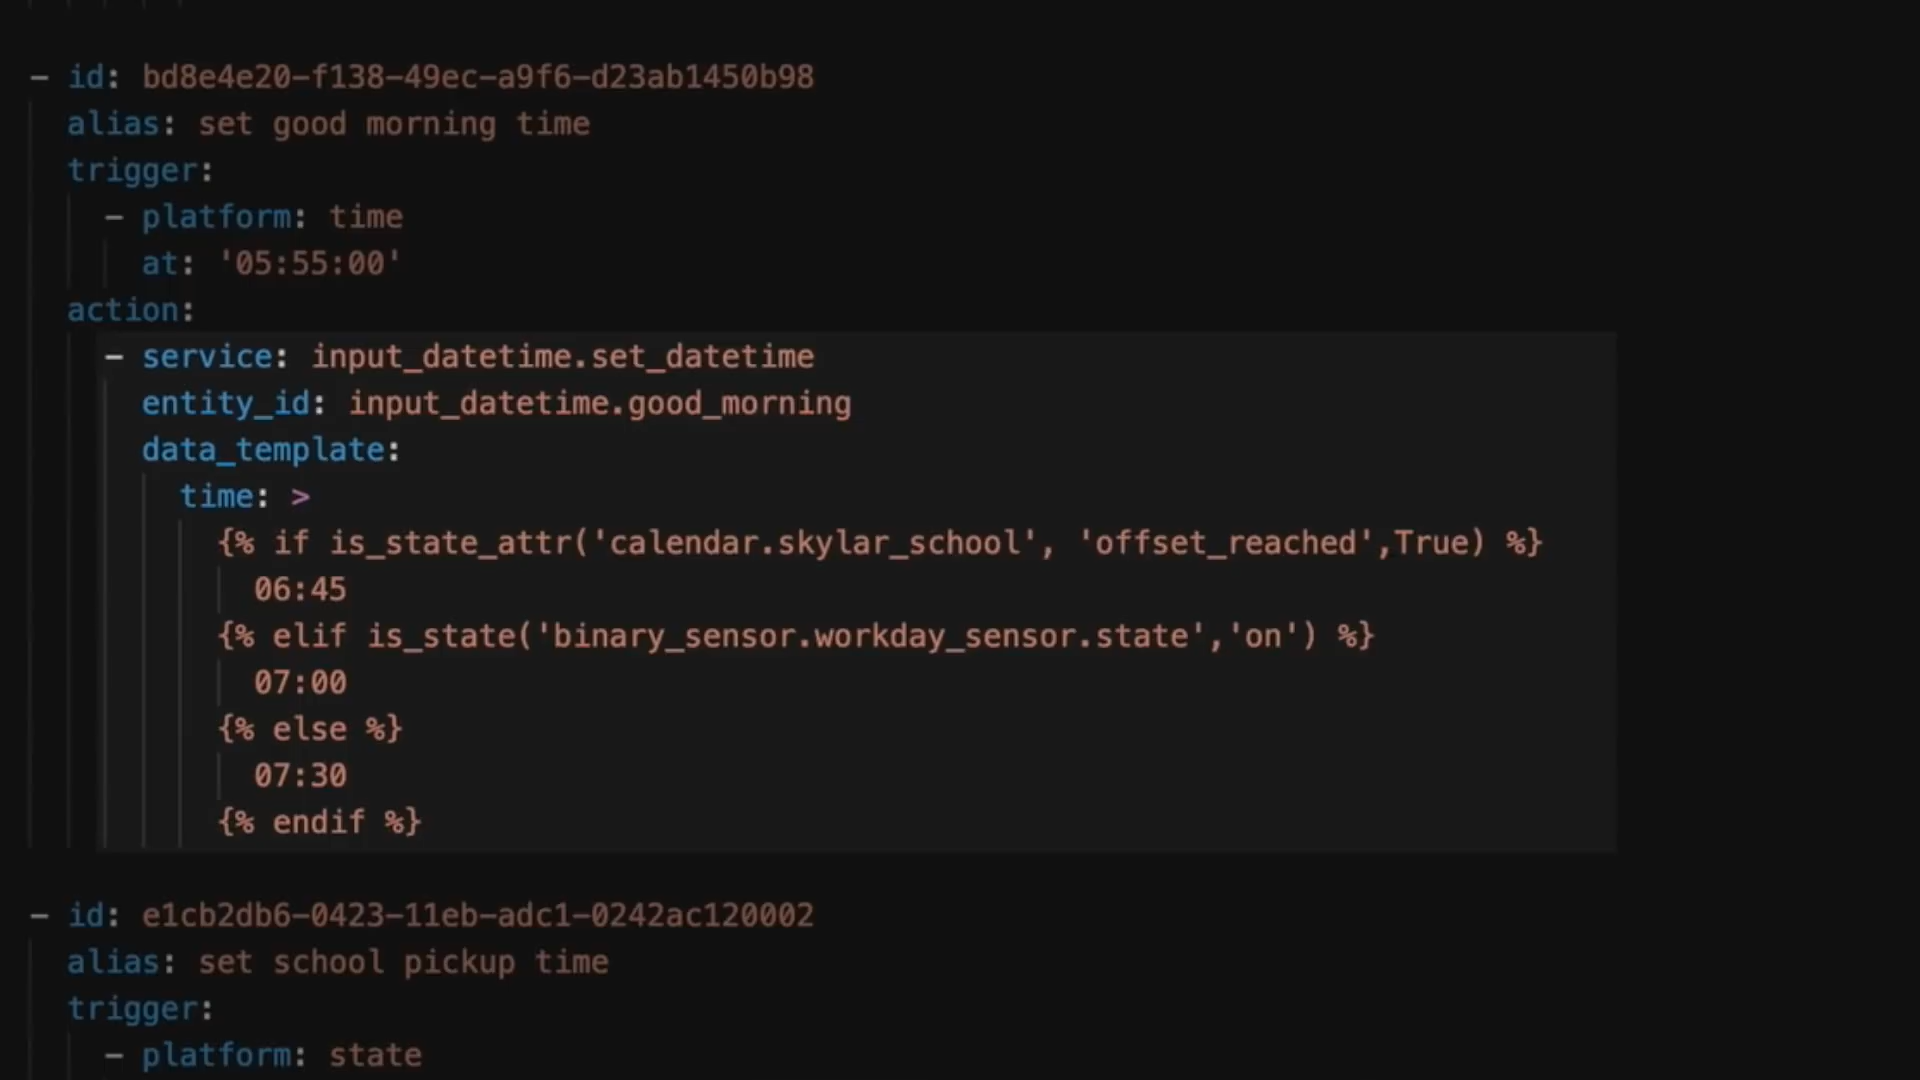 - id: bd8e4e20-f138-49ec-a9f6-d23ab1450b98
alias: set good morning time
trigger:
- platform: time
at: '05:55:00'
action:
- service: input_datetime.set_datetime
entity_id: input_datetime.good_morning
data_template:
time: >
{% if is_state_attr('calendar.skylar_school', 'offset_reached',True) %}
06:45
{% elif is_state('binary_sensor.workday_sensor.state','on') %}
07:00
{% else %}
07:30
{% endif %}
- id: e1cb2db6-0423-11eb-adc1-0242ac120002
alias: set school pickup time
trigger:
- platform: state